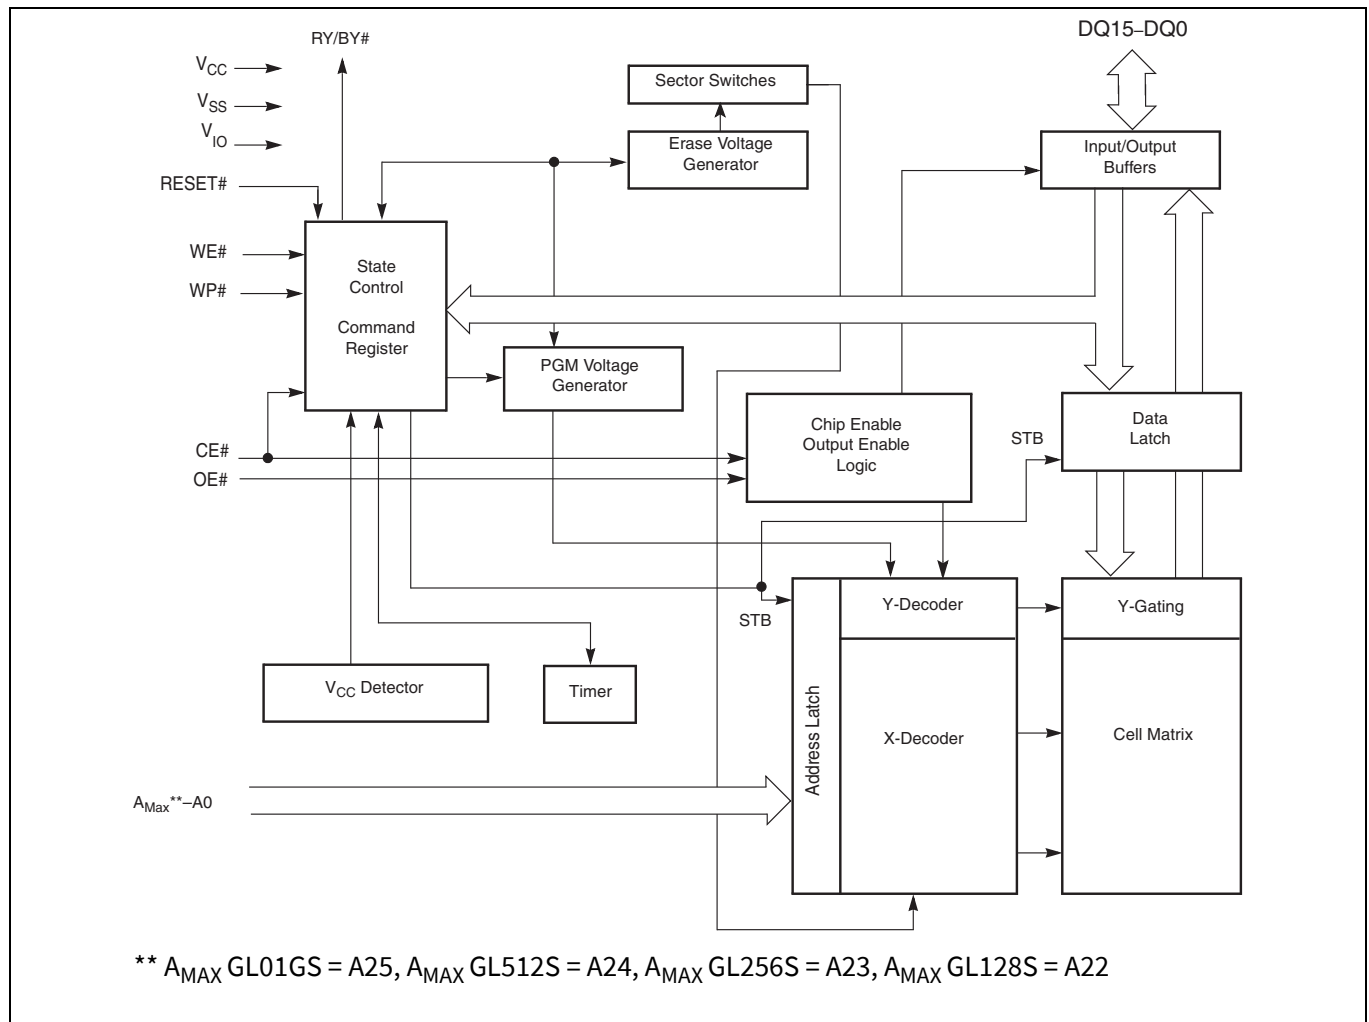 RY/BY#
DQ15–DQ0
VCC
VSS
VIO
RESET#
WE#
WP#
CE#
OE#
Sector Switches
Erase Voltage
Generator
Input/Output
Buffers
State
Control
Command
Register
PGM Voltage
Generator
Chip Enable
Output Enable
Logic
STB
Data
Latch
STB
Y-Decoder
Y-Gating
VCC Detector
Timer
Address Latch
X-Decoder
Cell Matrix
AMax**–A0
** AMAX GL01GS = A25, AMAX GL512S = A24, AMAX GL256S = A23, AMAX GL128S = A22